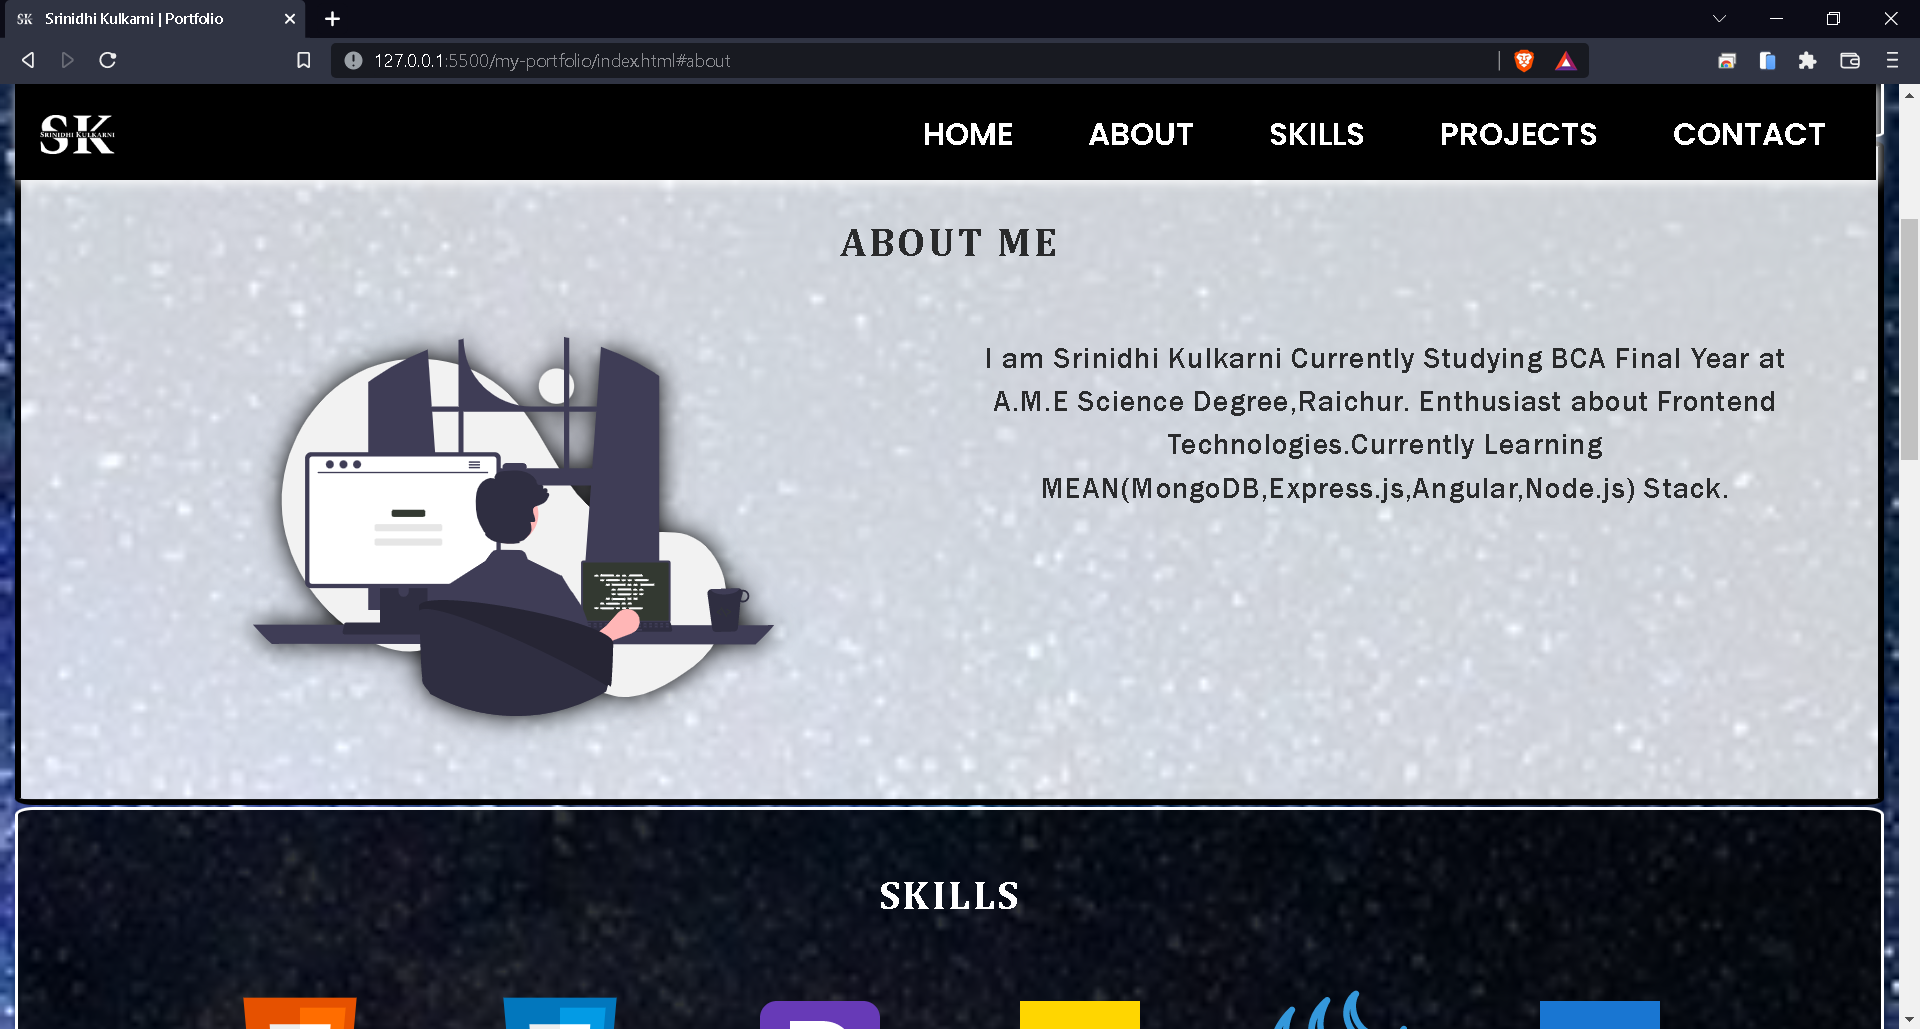 SK
Srinidhi Kulkarni | Portfolio
127.0.0.1:5500/my-portfolio/index.html#about
SK
SRINIDHI KULKARNI
HOME
ABOUT
SKILLS
PROJECTS
CONTACT
ABOUT ME
I am Srinidhi Kulkarni Currently Studying BCA Final Year at
A.M.E Science Degree,Raichur. Enthusiast about Frontend
Technologies.Currently Learning
MEAN(MongoDB,Express.js,Angular,Node.js) Stack.
SKILLS